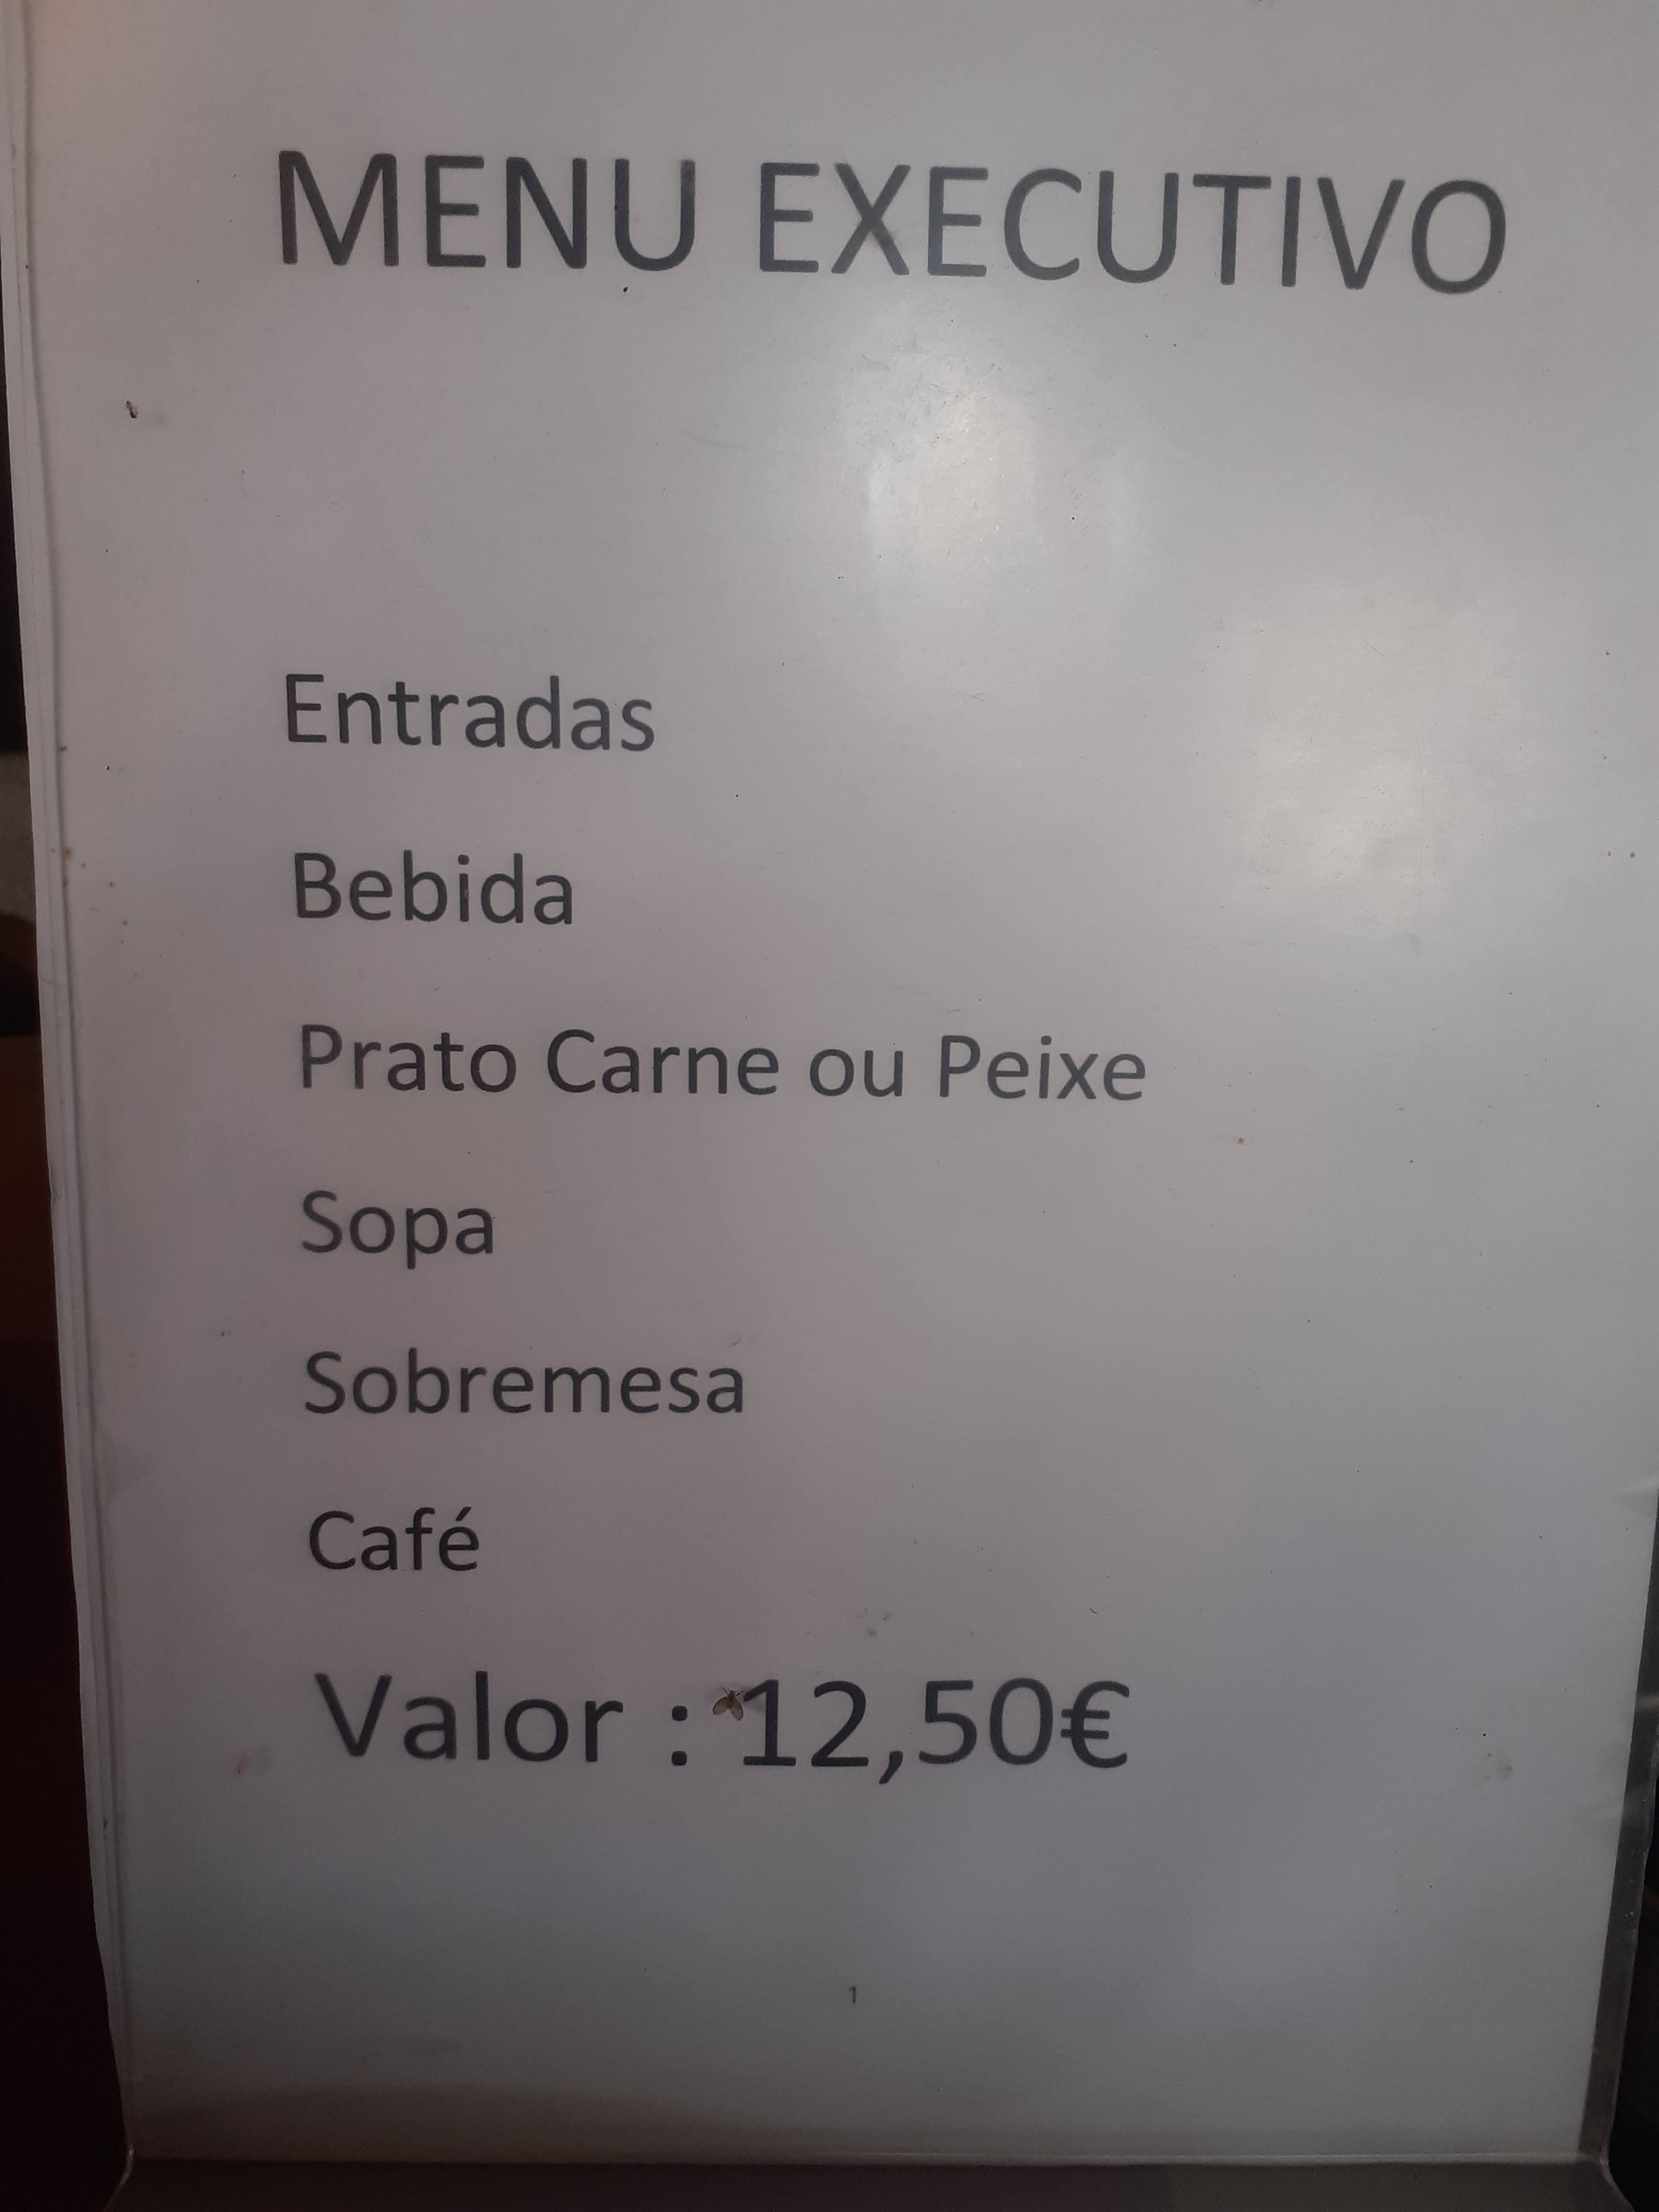 MENU EXECUTIVO
Entradas
Bebida
Prato Carne ou Peixe
Sopa
Sobremesa
Café
Valor : 12,50€
1